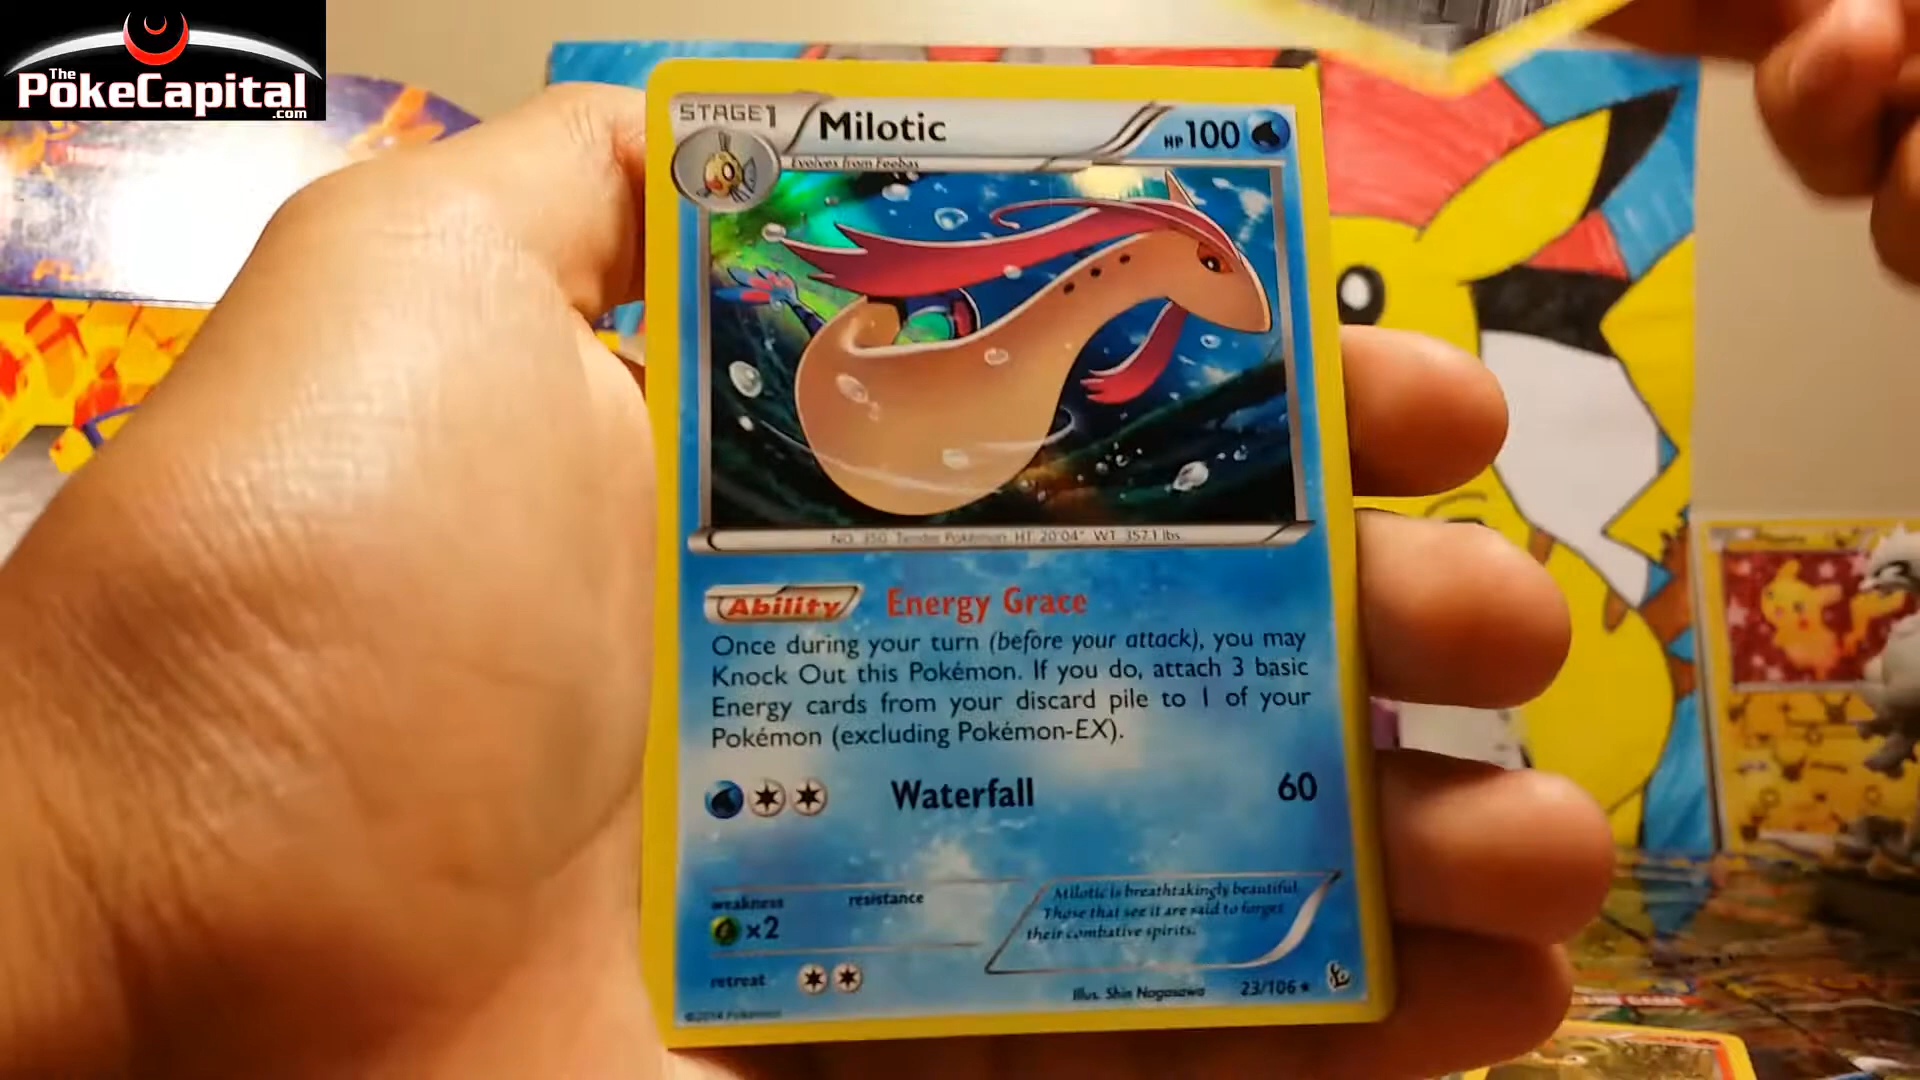 The
PokéCapital
.com
STAGE1
Milotic
HP100
Evolves from Feebas
NO. 350 Tender Pokémon HT: 20'04" WT: 357.1 lbs
Ability Energy Grace
Once during your turn (before your attack), you may
Knock Out this Pokémon. If you do, attach 3 basic
Energy cards from your discard pile to 1 of your
Pokémon (excluding Pokémon-EX).
Waterfall 60
weakness resistance
×2
Milotic is breathtakingly beautiful.
Those that see it are said to forget
their combative spirits.
retreat
Illus. Shin Nagasawa 23/106
©2014 Pokémon